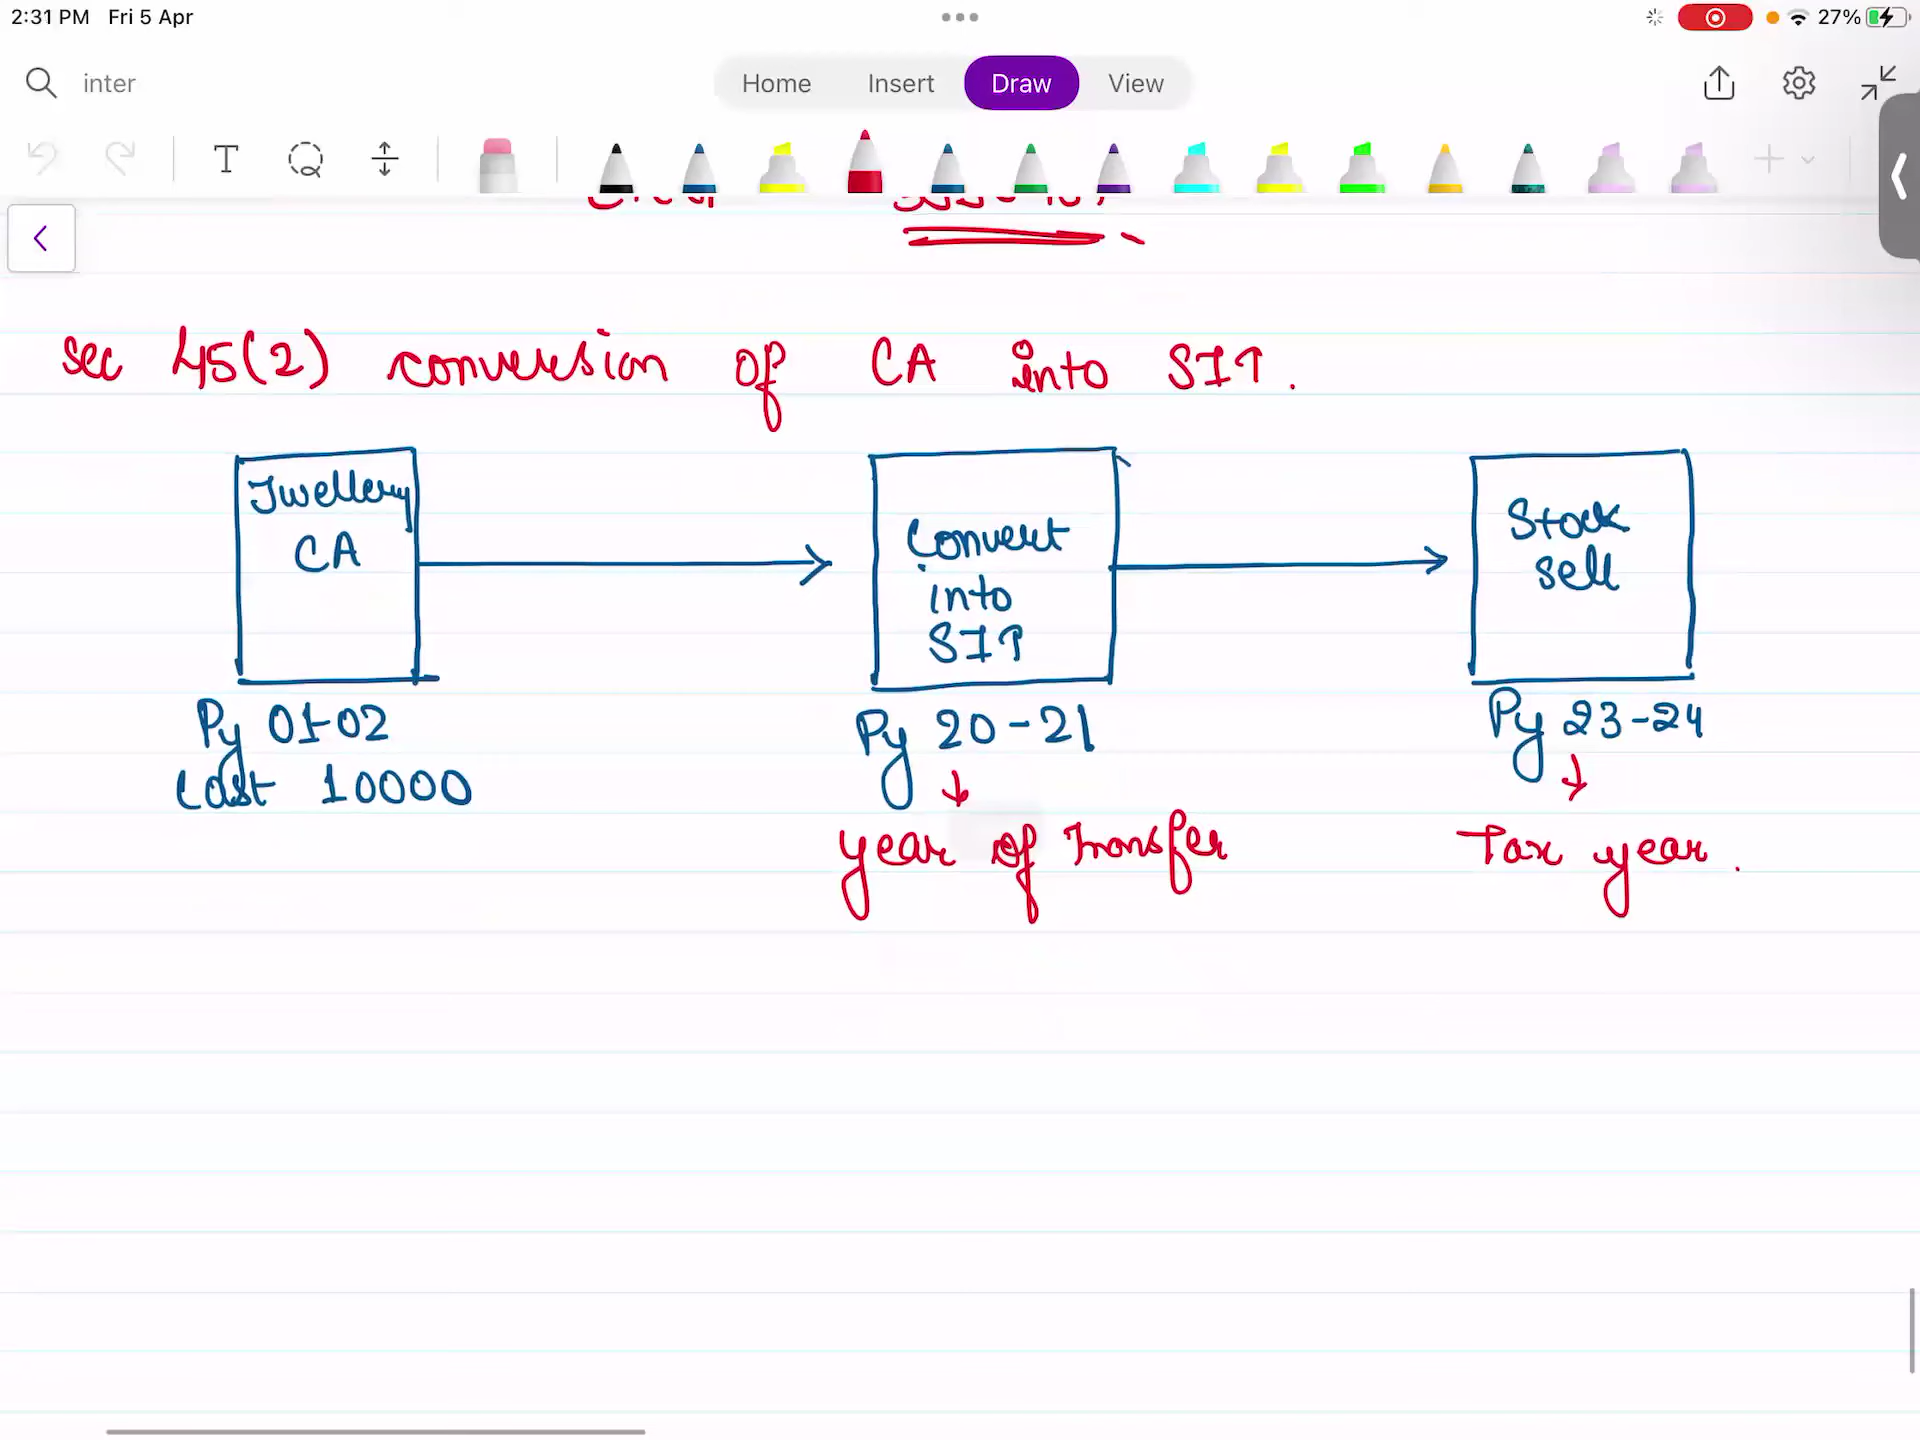 2:31 PM Fri 5 Apr
27%
inter
Home Insert Draw View
T
sec 45(2) conversion of CA into SIT.
Jwellery
CA
Convert
into
SIT
Stock
sell
Py 01-02
Cost 10000
Py 20-21
Py 23-24
year of Transfer
Tax year.